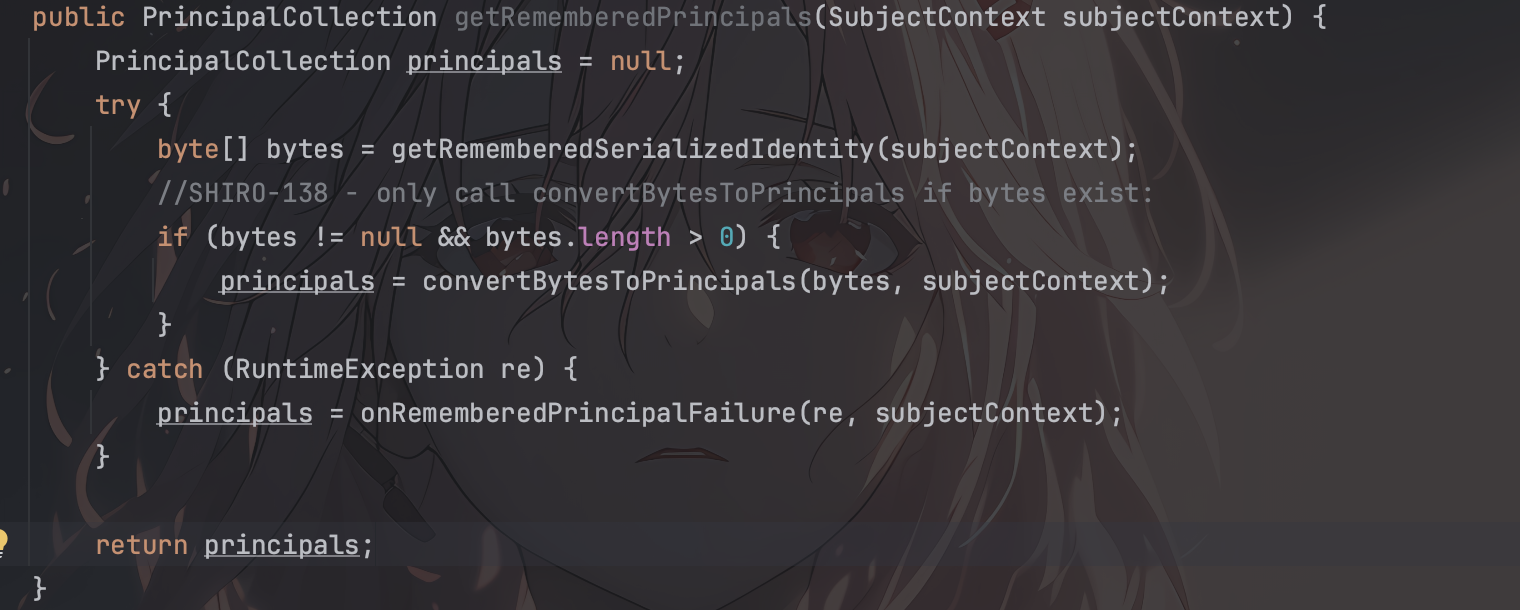 public PrincipalCollection getRememberedPrincipals(SubjectContext subjectContext) {
    PrincipalCollection principals = null;
    try {
        byte[] bytes = getRememberedSerializedIdentity(subjectContext);
        //SHIRO-138 - only call convertBytesToPrincipals if bytes exist:
        if (bytes != null && bytes.length > 0) {
            principals = convertBytesToPrincipals(bytes, subjectContext);
        }
    } catch (RuntimeException re) {
        principals = onRememberedPrincipalFailure(re, subjectContext);
    }
    return principals;
}